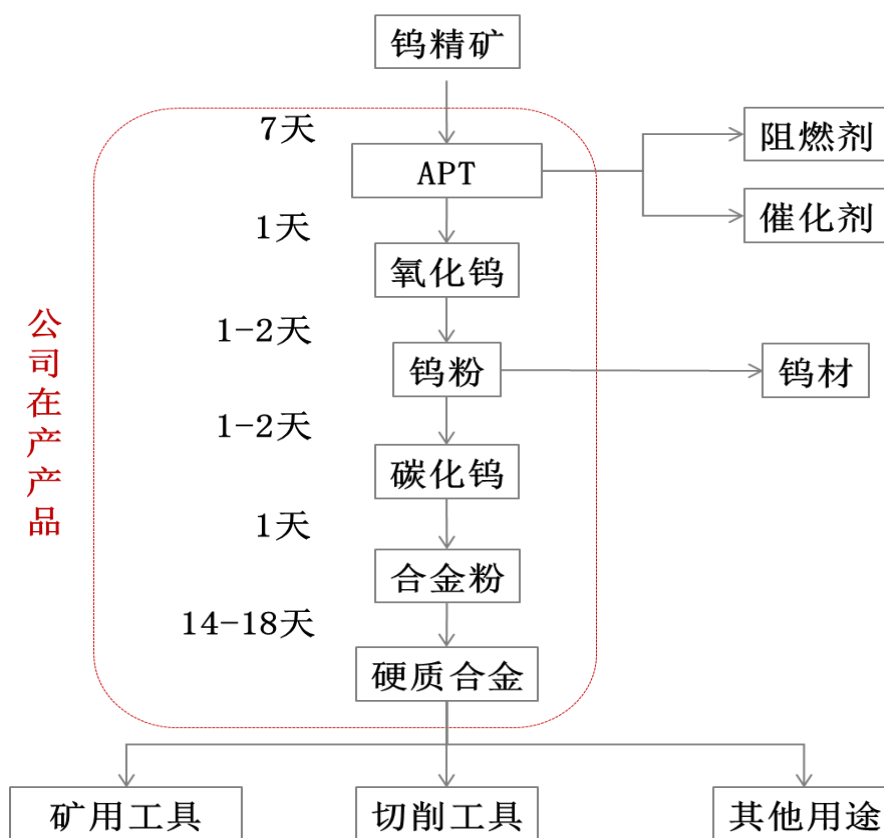 钨精矿
7天
阻燃剂
APT
催化剂
1天
氧化钨
1-2天
钨粉
钨材
公司在产产品
1-2天
碳化钨
1天
合金粉
14-18天
硬质合金
矿用工具
切削工具
其他用途